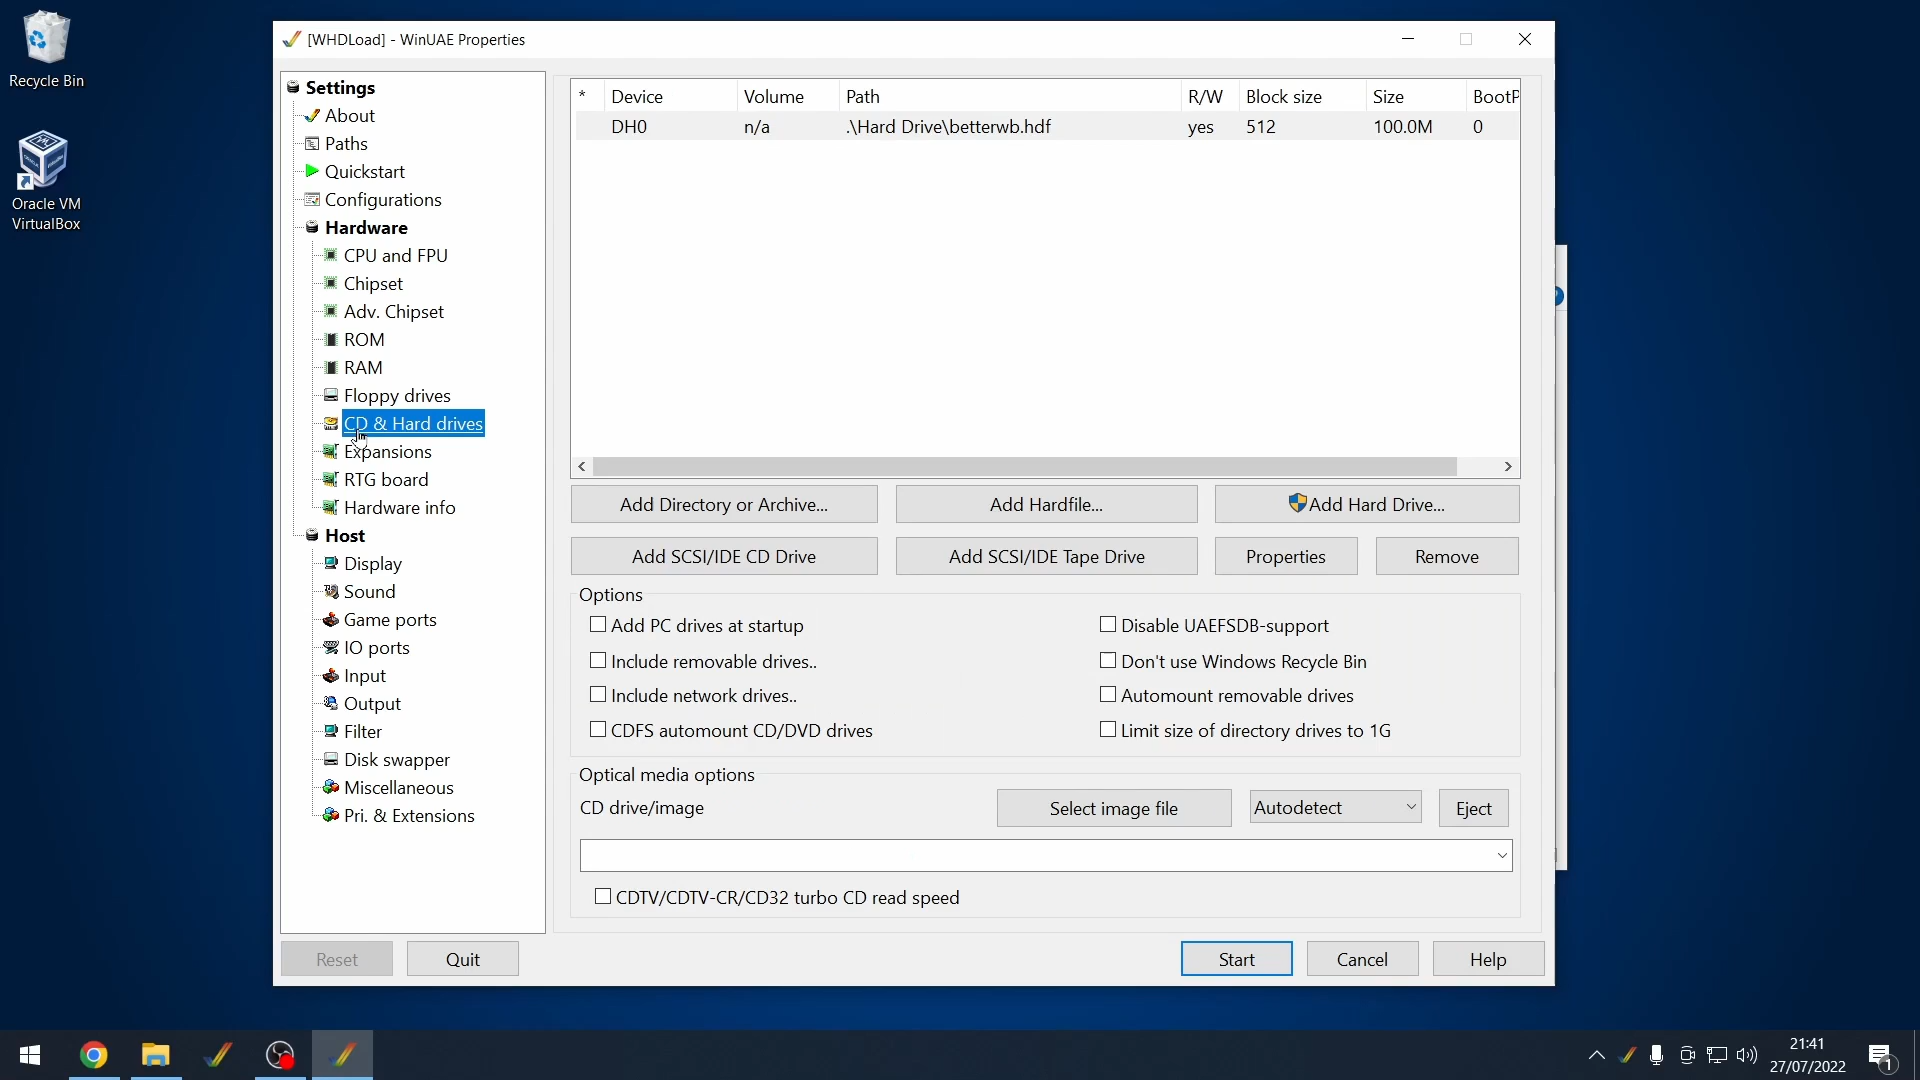 Recycle Bin
Oracle VM
VirtualBox
[WHDLoad] - WinUAE Properties
Settings
About
Paths
Quickstart
Configurations
Hardware
CPU and FPU
Chipset
Adv. Chipset
ROM
RAM
Floppy drives
CD & Hard drives
Expansions
RTG board
Hardware info
Host
Display
Sound
Game ports
IO ports
Input
Output
Filter
Disk swapper
Miscellaneous
Pri. & Extensions
* Device Volume Path R/W Block size Size BootP
DH0 n/a .\Hard Drive\betterwb.hdf yes 512 100.0M 0
Add Directory or Archive... Add Hardfile... Add Hard Drive...
Add SCSI/IDE CD Drive Add SCSI/IDE Tape Drive Properties Remove
Options
Add PC drives at startup Disable UAEFSDB-support
Include removable drives.. Don't use Windows Recycle Bin
Include network drives.. Automount removable drives
CDFS automount CD/DVD drives Limit size of directory drives to 1G
Optical media options
CD drive/image Select image file Autodetect Eject
CDTV/CDTV-CR/CD32 turbo CD read speed
Reset Quit Start Cancel Help
21:41
27/07/2022
1